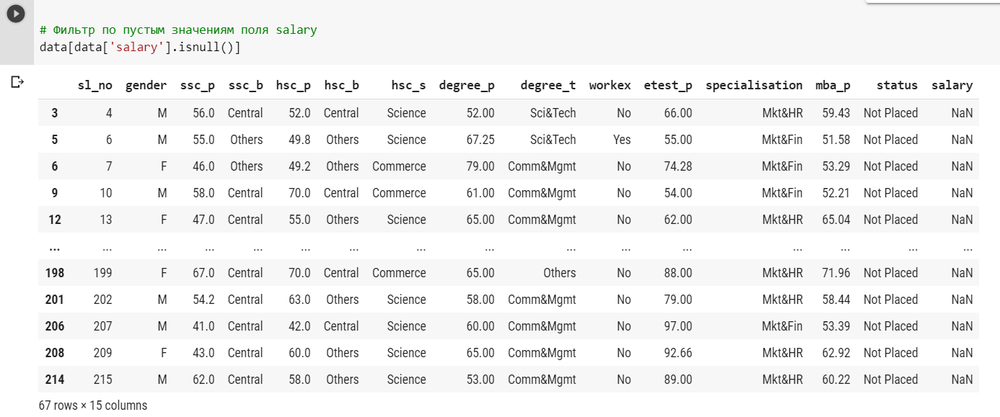 # Фильтр по пустым значениям поля salary
data[data['salary'].isnull()]
sl_no gender ssc_p ssc_b hsc_p hsc_b hsc_s degree_p degree_t workex etest_p specialisation mba_p status salary
3 4 M 56.0 Central 52.0 Central Science 52.00 Sci&Tech No 66.00 Mkt&HR 59.43 Not Placed NaN
5 6 M 55.0 Others 49.8 Others Science 67.25 Sci&Tech Yes 55.00 Mkt&Fin 51.58 Not Placed NaN
6 7 F 46.0 Others 49.2 Others Commerce 79.00 Comm&Mgmt No 74.28 Mkt&Fin 53.29 Not Placed NaN
9 10 M 58.0 Central 70.0 Central Commerce 61.00 Comm&Mgmt No 54.00 Mkt&Fin 52.21 Not Placed NaN
12 13 F 47.0 Central 55.0 Others Science 65.00 Comm&Mgmt No 62.00 Mkt&HR 65.04 Not Placed NaN
... ... ... ... ... ... ... ... ... ... ... ... ... ... ... ...
198 199 F 67.0 Central 70.0 Central Commerce 65.00 Others No 88.00 Mkt&HR 71.96 Not Placed NaN
201 202 M 54.2 Central 63.0 Others Science 58.00 Comm&Mgmt No 79.00 Mkt&HR 58.44 Not Placed NaN
206 207 M 41.0 Central 42.0 Central Science 60.00 Comm&Mgmt No 97.00 Mkt&Fin 53.39 Not Placed NaN
208 209 F 43.0 Central 60.0 Others Science 65.00 Comm&Mgmt No 92.66 Mkt&HR 62.92 Not Placed NaN
214 215 M 62.0 Central 58.0 Others Science 53.00 Comm&Mgmt No 89.00 Mkt&HR 60.22 Not Placed NaN
67 rows × 15 columns